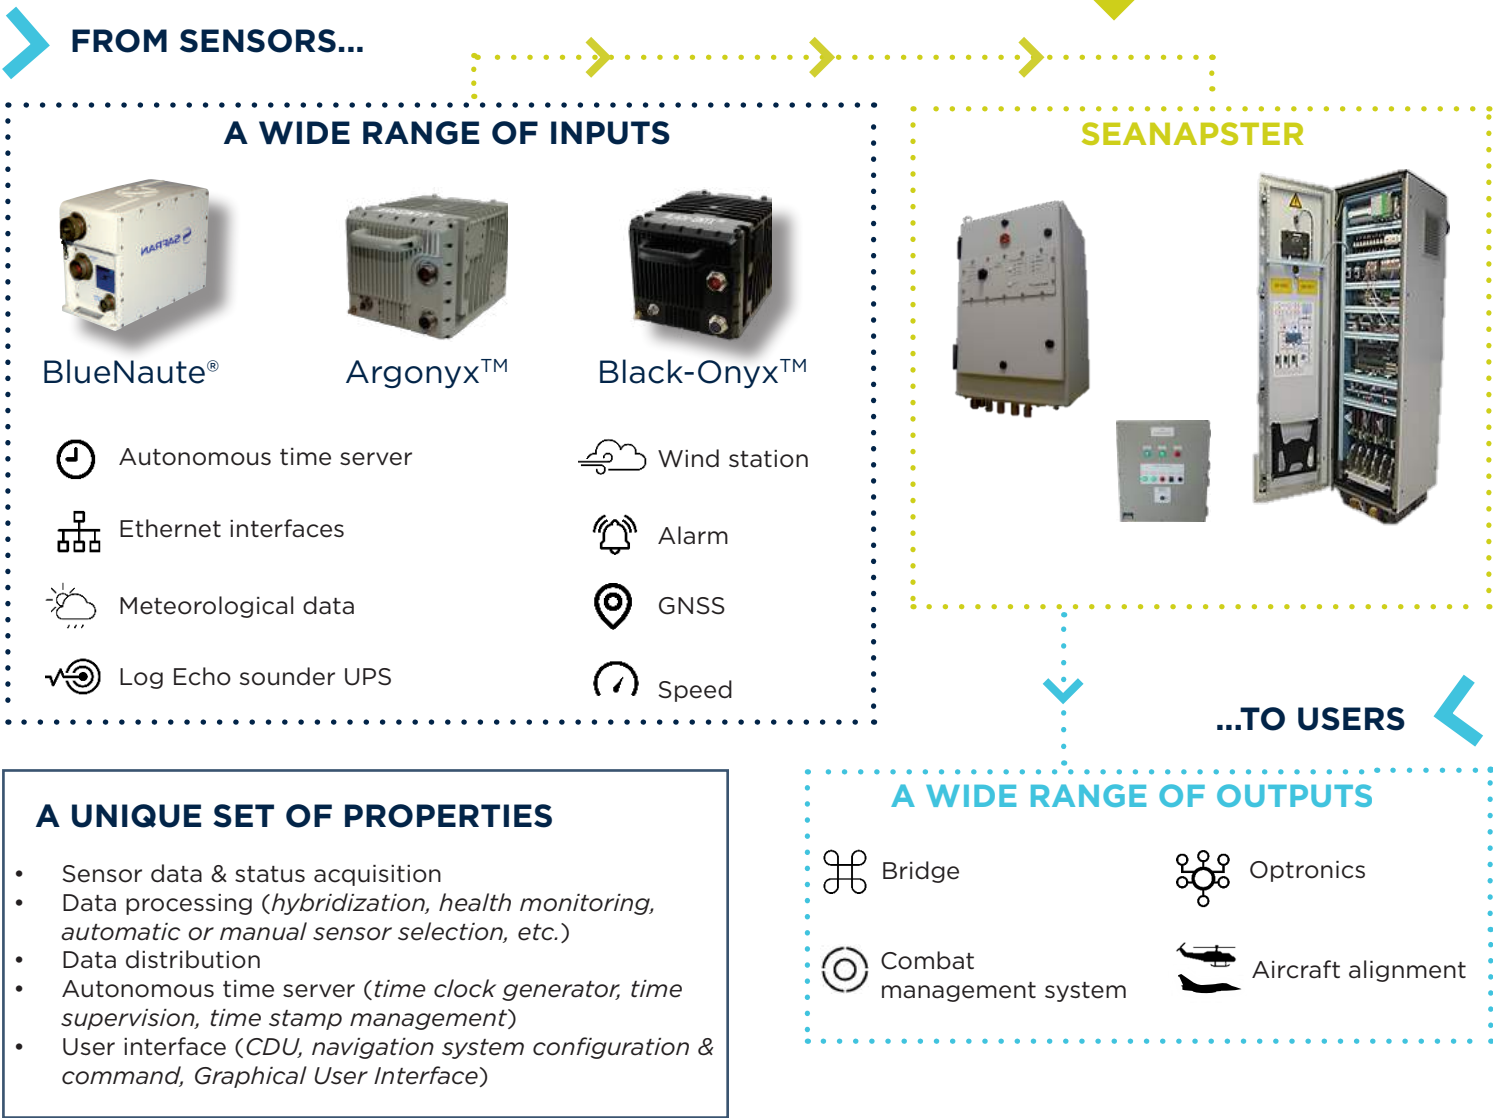 FROM SENSORS...
A WIDE RANGE OF INPUTS
SAFRAN
BlueNaute®
Argonyx™
Black-Onyx™
Autonomous time server
Wind station
Ethernet interfaces
Alarm
Meteorological data
GNSS
Log Echo sounder UPS
Speed
SEANAPSTER
...TO USERS
A UNIQUE SET OF PROPERTIES
• Sensor data & status acquisition
• Data processing (hybridization, health monitoring,
automatic or manual sensor selection, etc.)
• Data distribution
• Autonomous time server (time clock generator, time
supervision, time stamp management)
• User interface (CDU, navigation system configuration &
command, Graphical User Interface)
A WIDE RANGE OF OUTPUTS
Bridge
Optronics
Combat
management system
Aircraft alignment